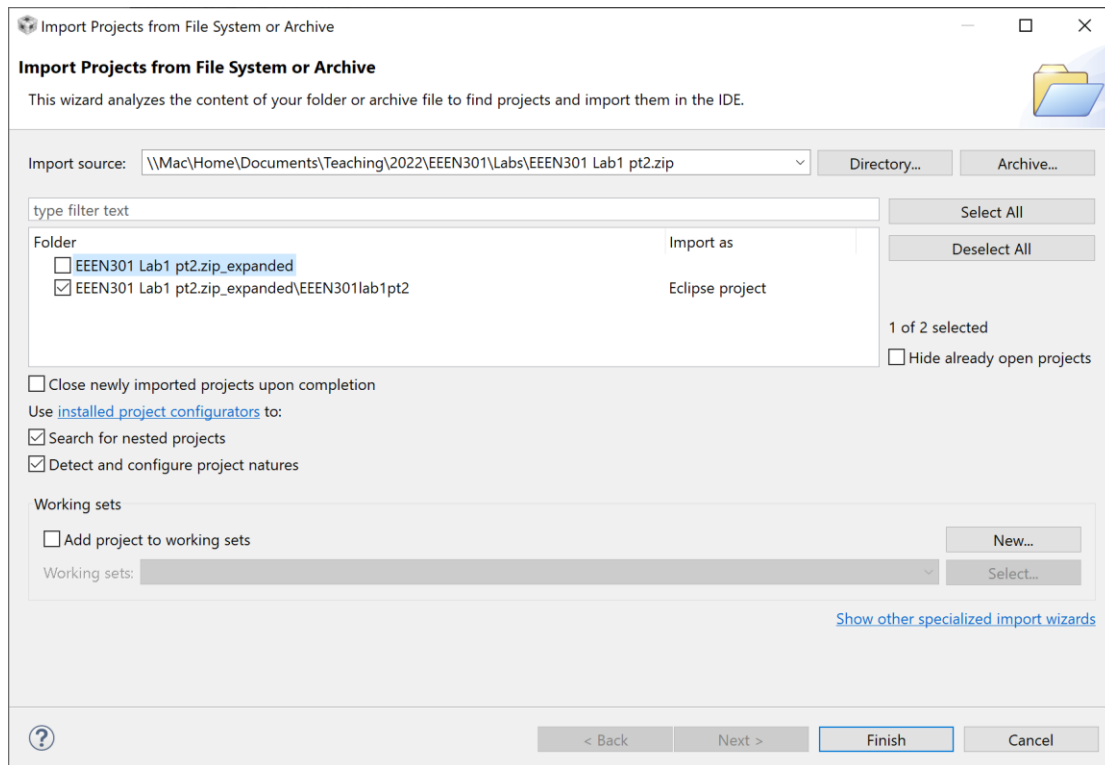 Import Projects from File System or Archive
Import Projects from File System or Archive
This wizard analyzes the content of your folder or archive file to find projects and import them in the IDE.
Import source: \\Mac\Home\Documents\Teaching\2022\EEEN301\Labs\EEEN301 Lab1 pt2.zip Directory... Archive...
type filter text Select All
Folder Import as Deselect All
EEEN301 Lab1 pt2.zip_expanded
EEEN301 Lab1 pt2.zip_expanded\EEEN301lab1pt2 Eclipse project
1 of 2 selected
Hide already open projects
Close newly imported projects upon completion
Use installed project configurators to:
Search for nested projects
Detect and configure project natures
Working sets
Add project to working sets New...
Working sets: Select...
Show other specialized import wizards
? < Back Next > Finish Cancel